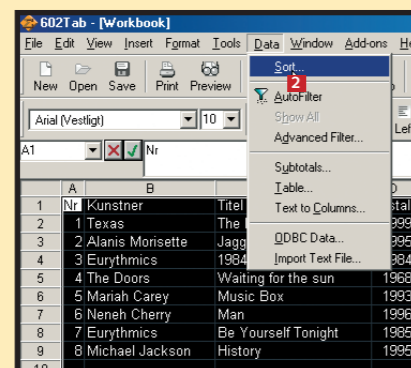 602Tab - [Workbook]
File Edit View Insert Format Tools Data Window Add-ons
New Open Save Print Preview
Sort...
2
AutoFilter
Show All
Advanced Filter...
Subtotals...
Table...
Text to Columns...
ODBC Data...
Import Text File...
Arial (Vestligt) 10
A1 Nr
A B
1 Nr Kunstner Titel
2 1 Texas The
3 2 Alanis Morisette Jagg 995
4 3 Eurythmics 1984 984
5 4 The Doors Waiting for the sun 1968
6 5 Mariah Carey Music Box 1993
7 6 Neneh Cherry Man 1996
8 7 Eurythmics Be Yourself Tonight 1985
9 8 Michael Jackson History 1995